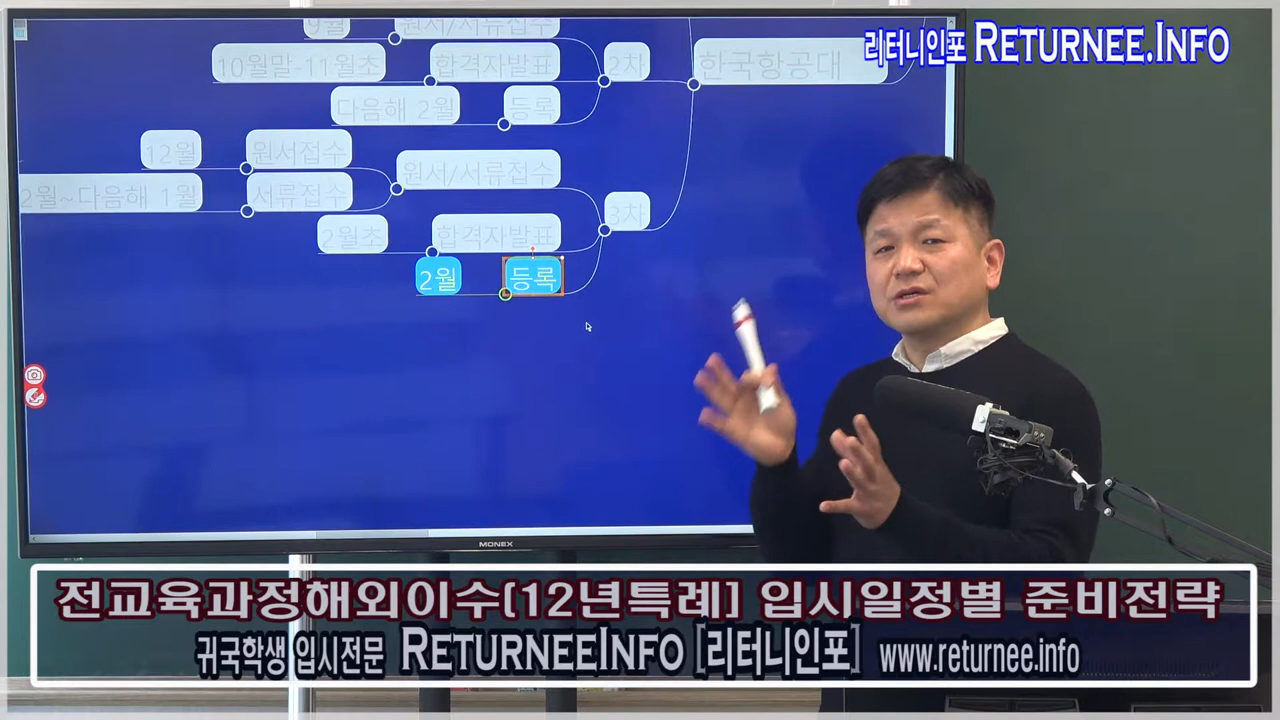 리터니인포 RETURNEE.INFO
9월 원서/서류접수
10월말-11월초 합격자발표 2차 한국항공대
다음해 2월 등록
12월 원서접수
원서/서류접수
2월~다음해 1월 서류접수
3차
2월초 합격자발표
2월 등록
MONEX
전교육과정해외이수[12년특례] 입시일정별 준비전략
귀국학생 입시전문 RETURNEEINFO [리터니인포] www.returnee.info